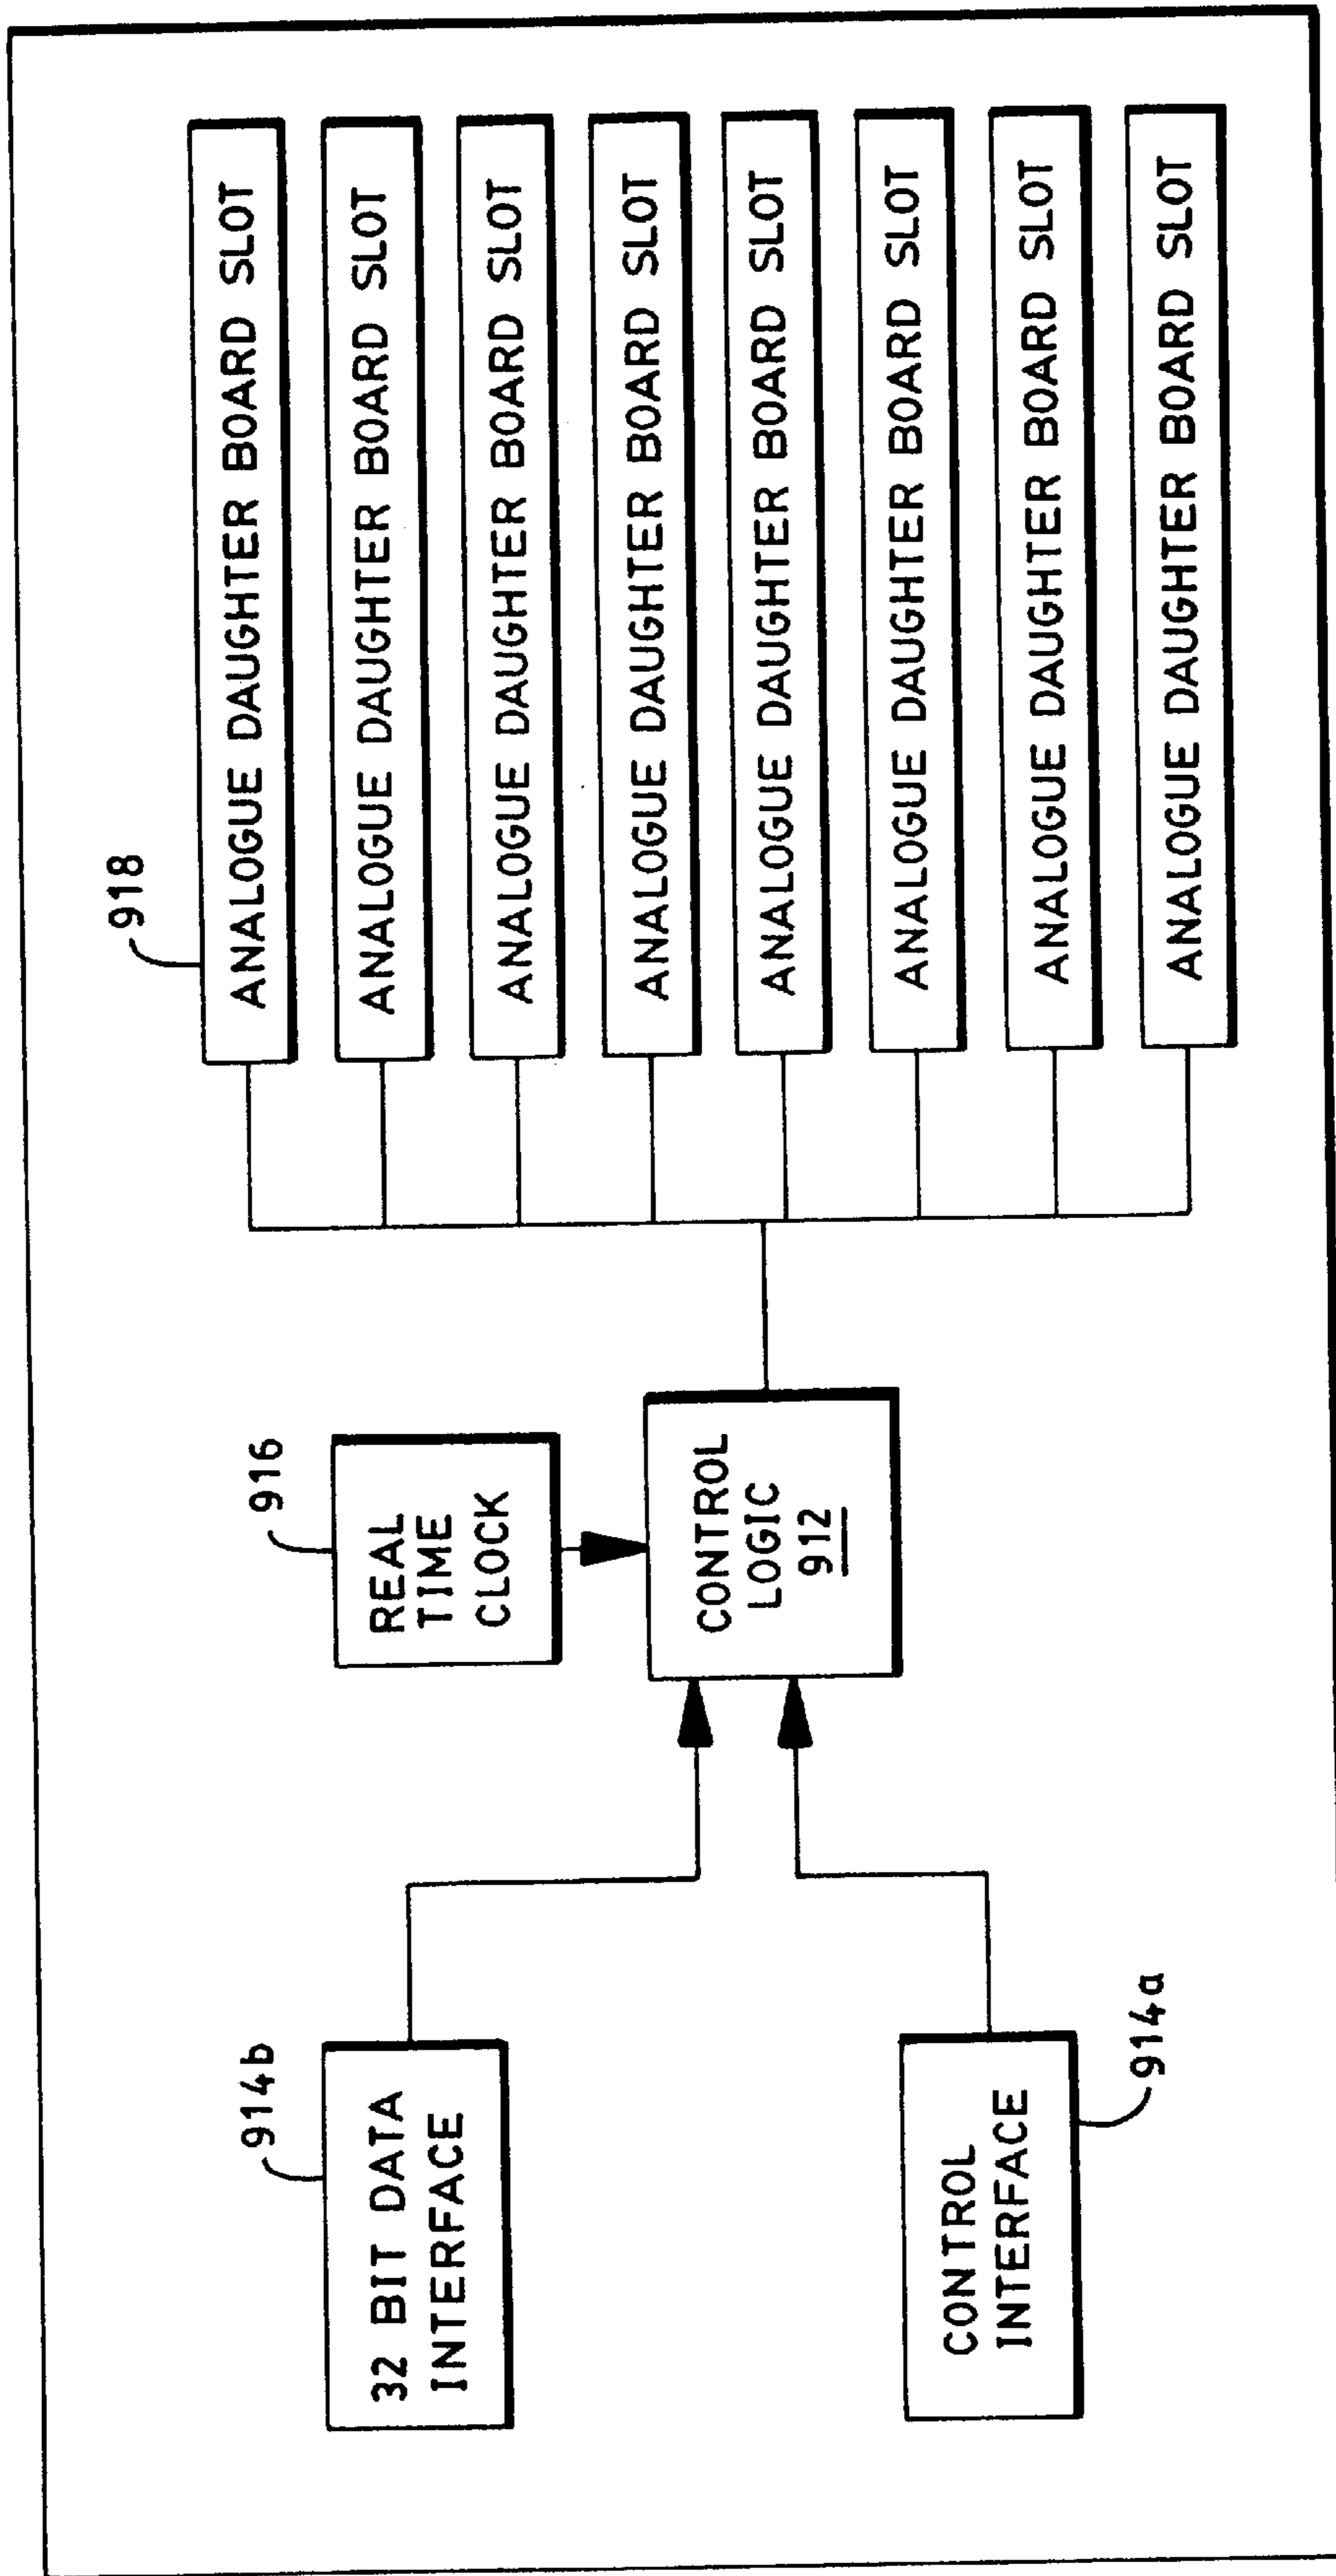 914b
32 BIT DATA
INTERFACE
CONTROL
INTERFACE
914a
916
REAL
TIME
CLOCK
CONTROL
LOGIC
912
918
ANALOGUE DAUGHTER BOARD SLOT
ANALOGUE DAUGHTER BOARD SLOT
ANALOGUE DAUGHTER BOARD SLOT
ANALOGUE DAUGHTER BOARD SLOT
ANALOGUE DAUGHTER BOARD SLOT
ANALOGUE DAUGHTER BOARD SLOT
ANALOGUE DAUGHTER BOARD SLOT
ANALOGUE DAUGHTER BOARD SLOT